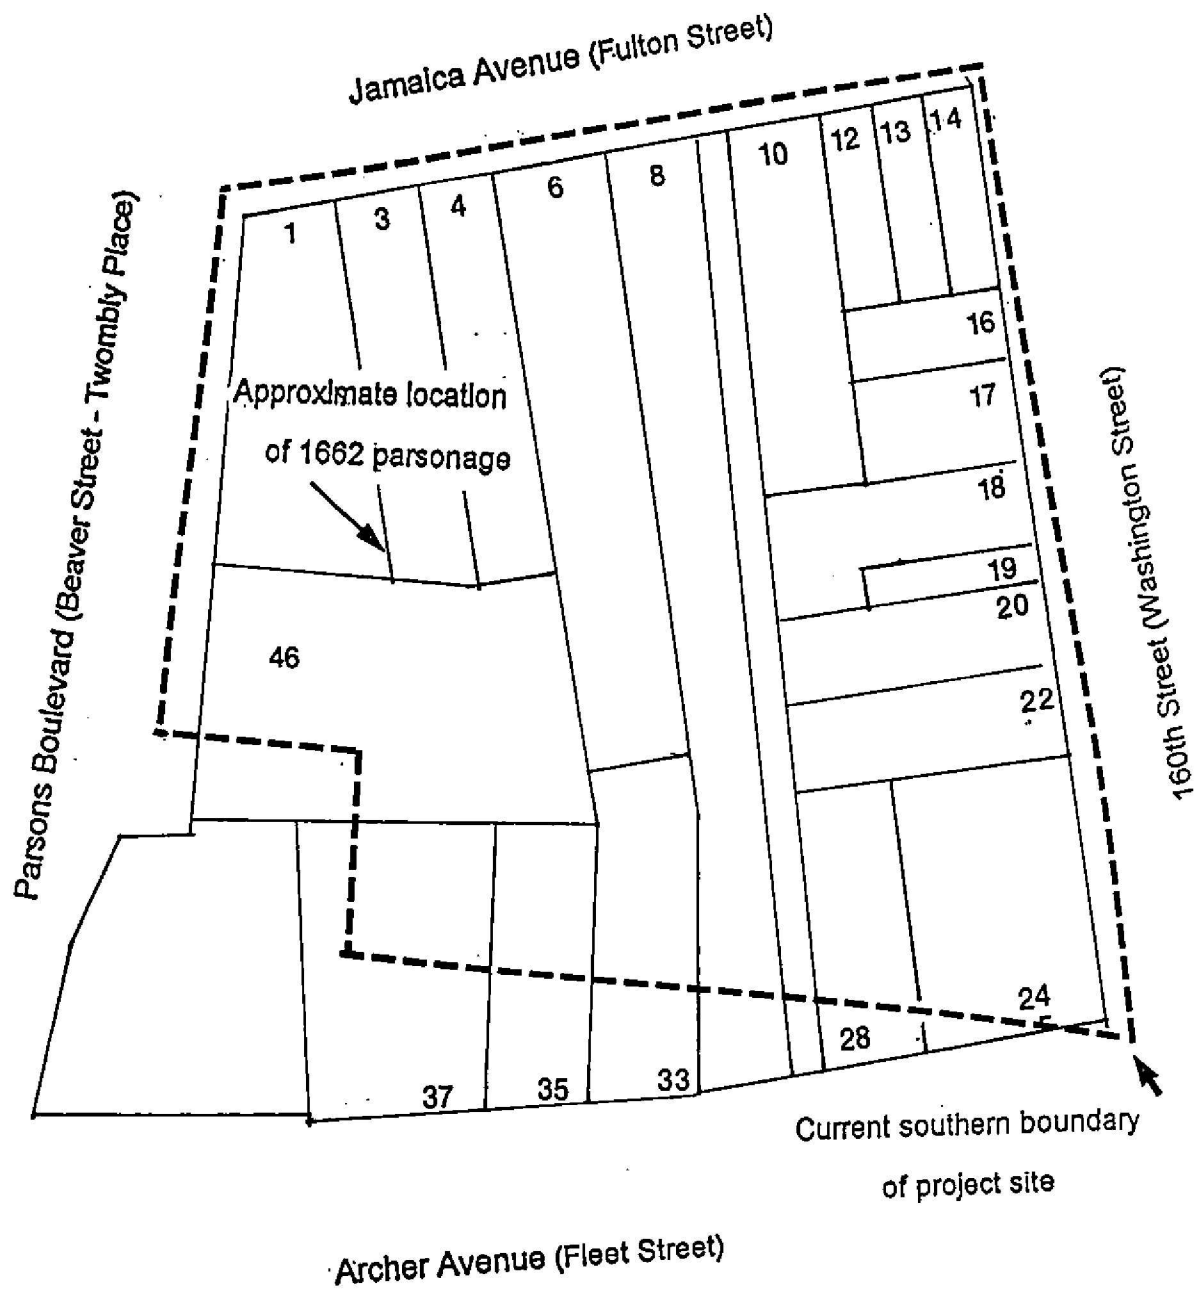 Jamaica Avenue (Fulton Street)
Parsons Boulevard (Beaver Street - Twombly Place)
160th Street (Washington Street)
1
3
4
6
8
10
12
13
14
16
17
18
19
20
22
24
28
33
35
37
46
Approximate location
of 1662 parsonage
Current southern boundary
of project site
Archer Avenue (Fleet Street)